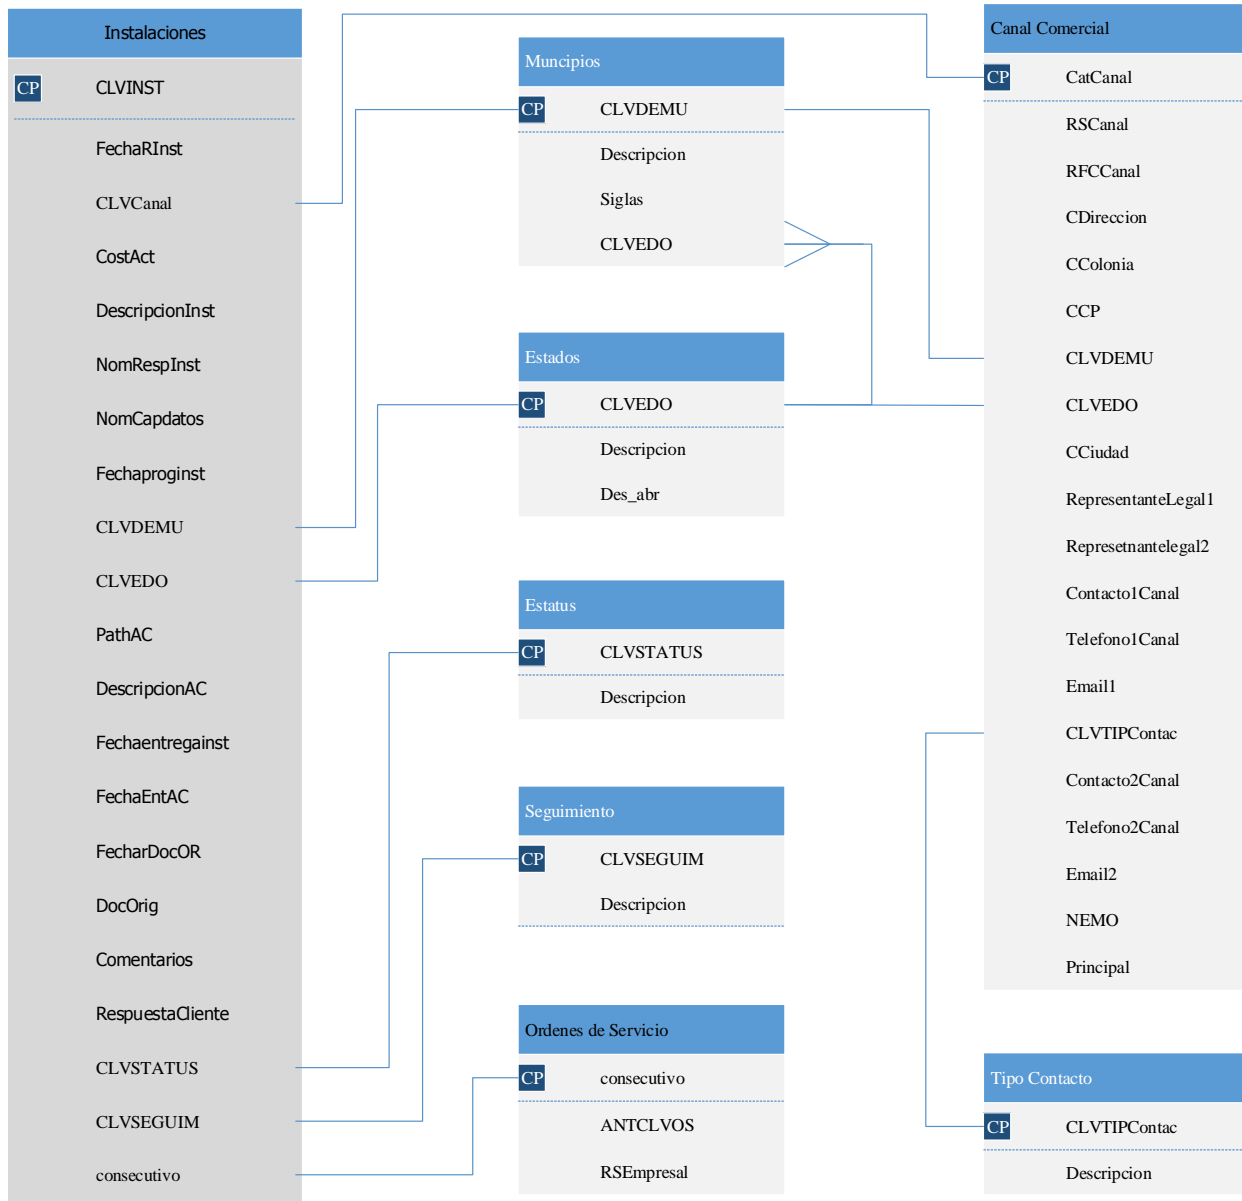 Instalaciones
CP CLVINST
FechaRInst
CLVCanal
CostAct
DescripcionInst
NomRespInst
NomCapdatos
Fechaproginst
CLVDEMU
CLVEDO
PathAC
DescripcionAC
Fechaentregainst
FechaEntAC
FecharDocOR
DocOrig
Comentarios
RespuestaCliente
CLVSTATUS
CLVSEGUIM
consecutivo
Muncipios
CP CLVDEMU
Descripcion
Siglas
CLVEDO
Estados
CP CLVEDO
Descripcion
Des_abr
Estatus
CP CLVSTATUS
Descripcion
Seguimiento
CP CLVSEGUIM
Descripcion
Ordenes de Servicio
CP consecutivo
ANTCLVOS
RSEmpresal
Canal Comercial
CP CatCanal
RSCanal
RFCCanal
CDireccion
CColonia
CCP
CLVDEMU
CLVEDO
CCiudad
RepresentanteLegal1
Represetnantelegal2
Contacto1Canal
Telefono1Canal
Email1
CLVTIPContac
Contacto2Canal
Telefono2Canal
Email2
NEMO
Principal
Tipo Contacto
CP CLVTIPContac
Descripcion